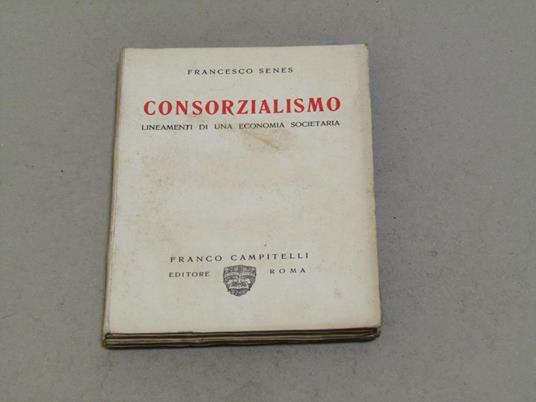 FRANCESCO SENES
CONSORZIALISMO
LINEAMENTI DI UNA ECONOMIA SOCIETARIA
FRANCO CAMPITELLI
EDITORE ROMA